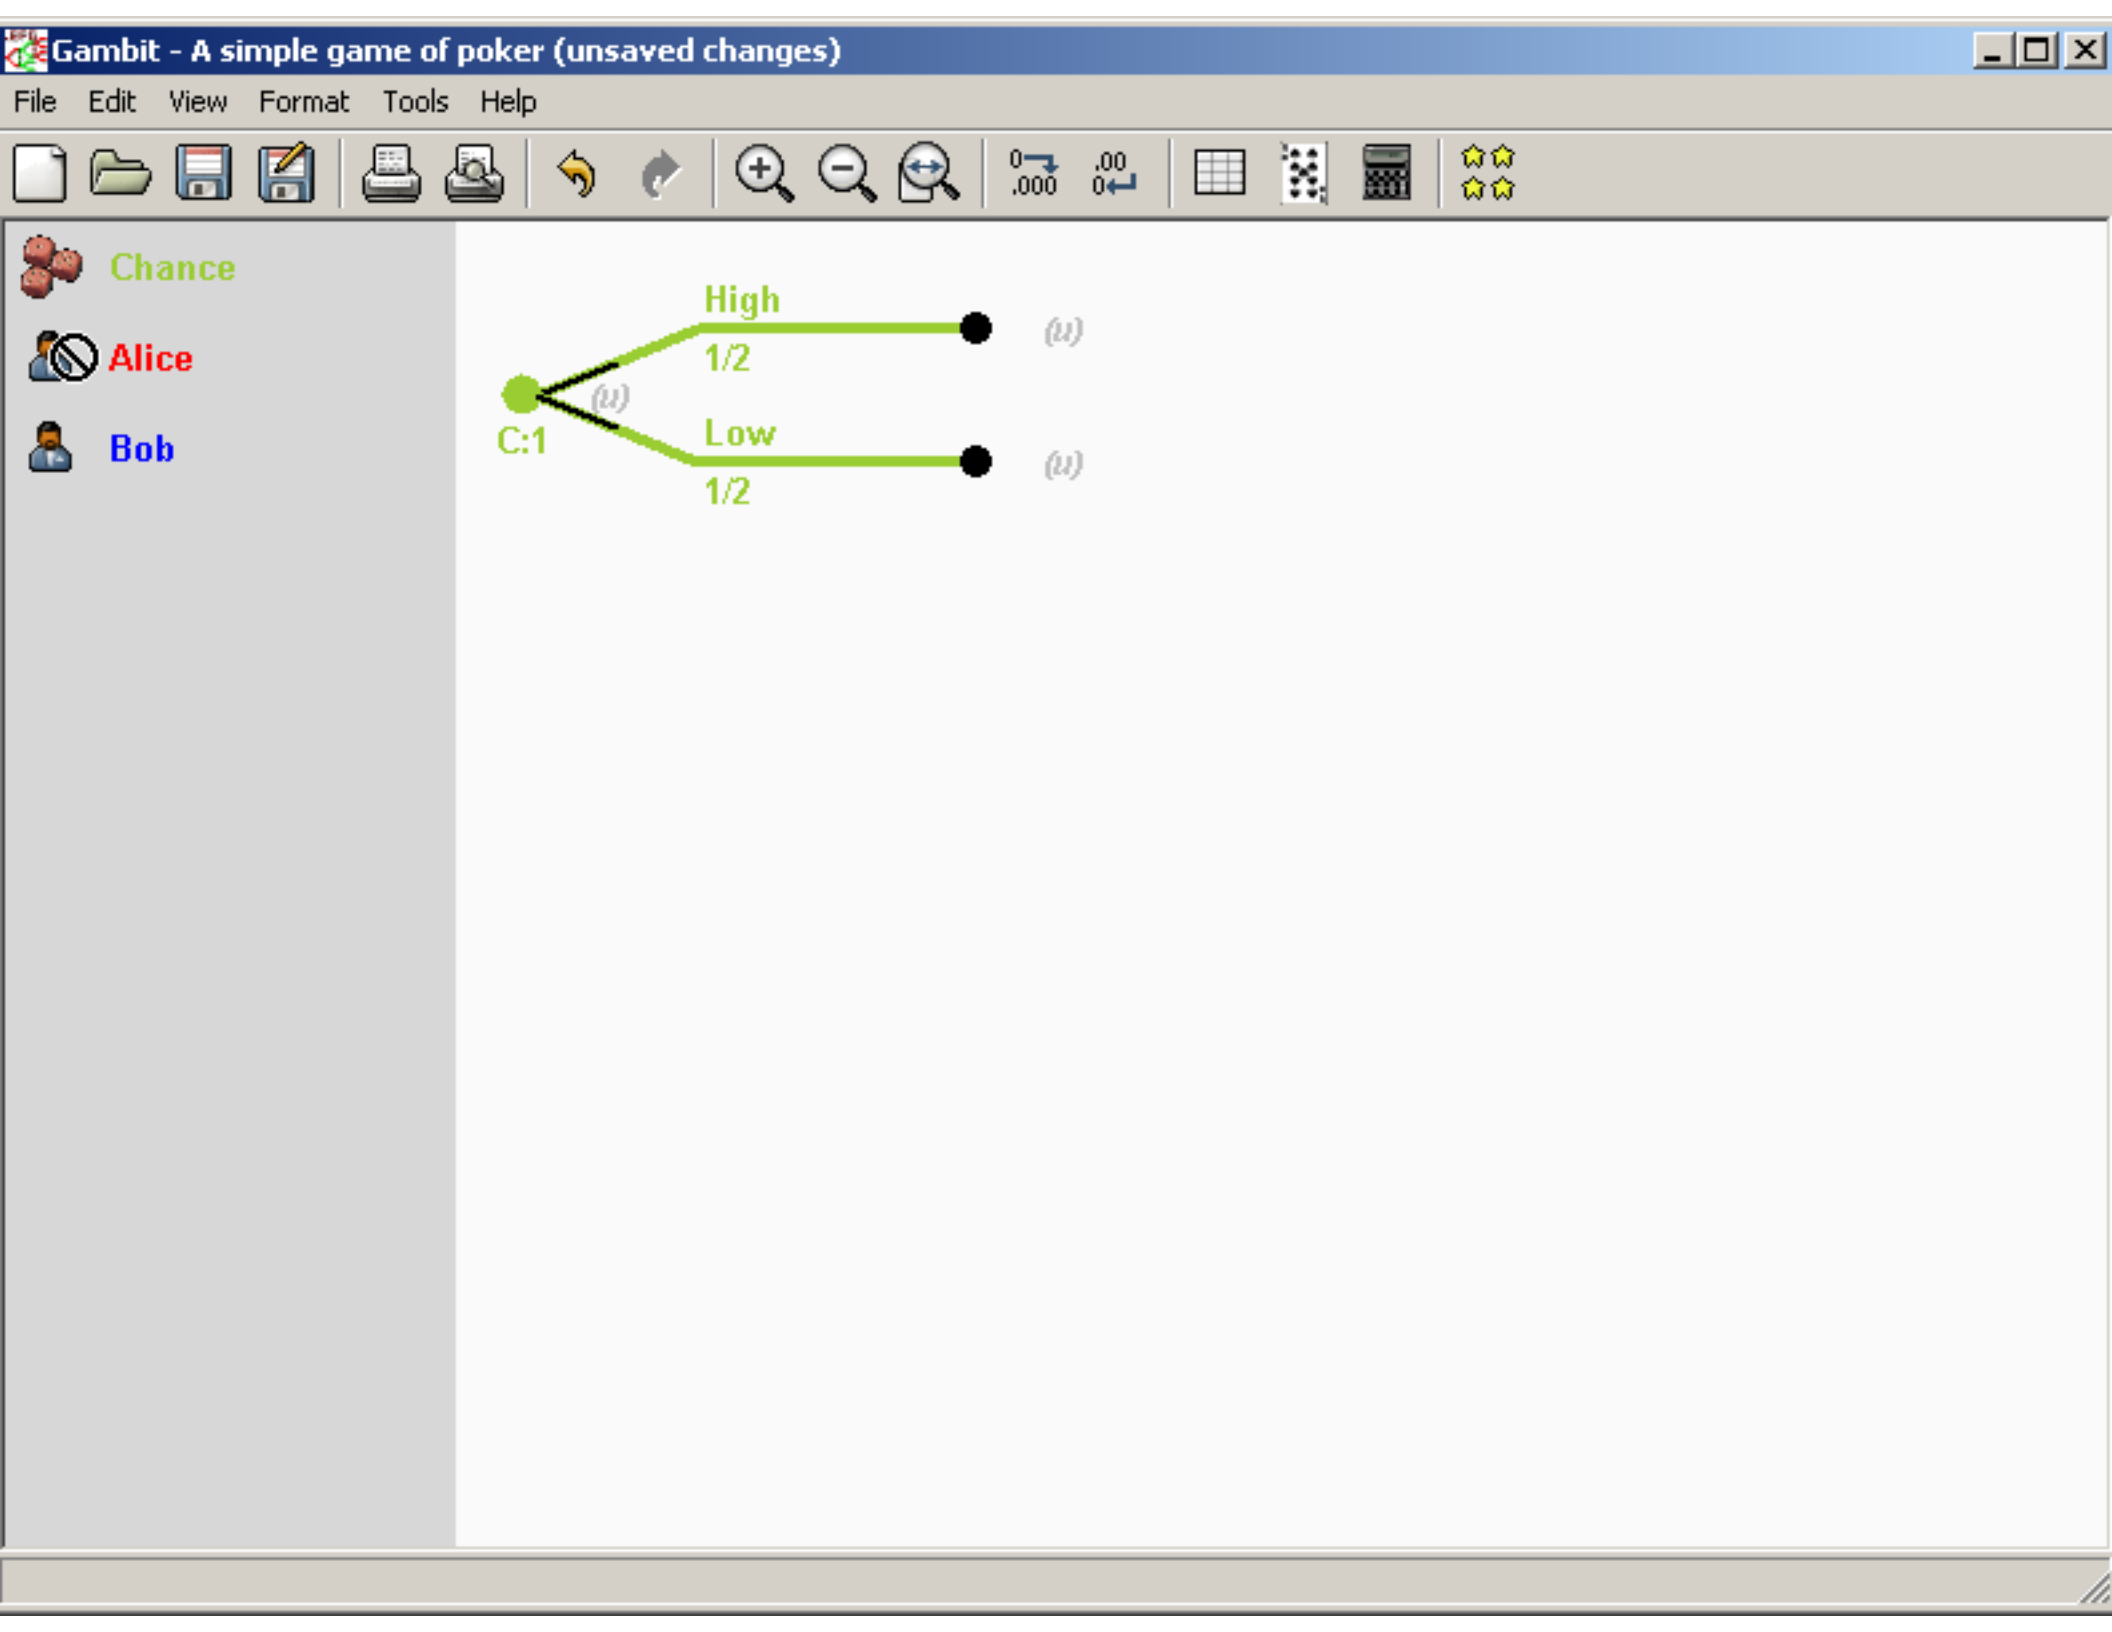 Gambit - A simple game of poker (unsaved changes)
File Edit View Format Tools Help
0 .000 .00 0
Chance
Alice
Bob
High
1/2
(u)
(u)
C:1
Low
1/2
(u)